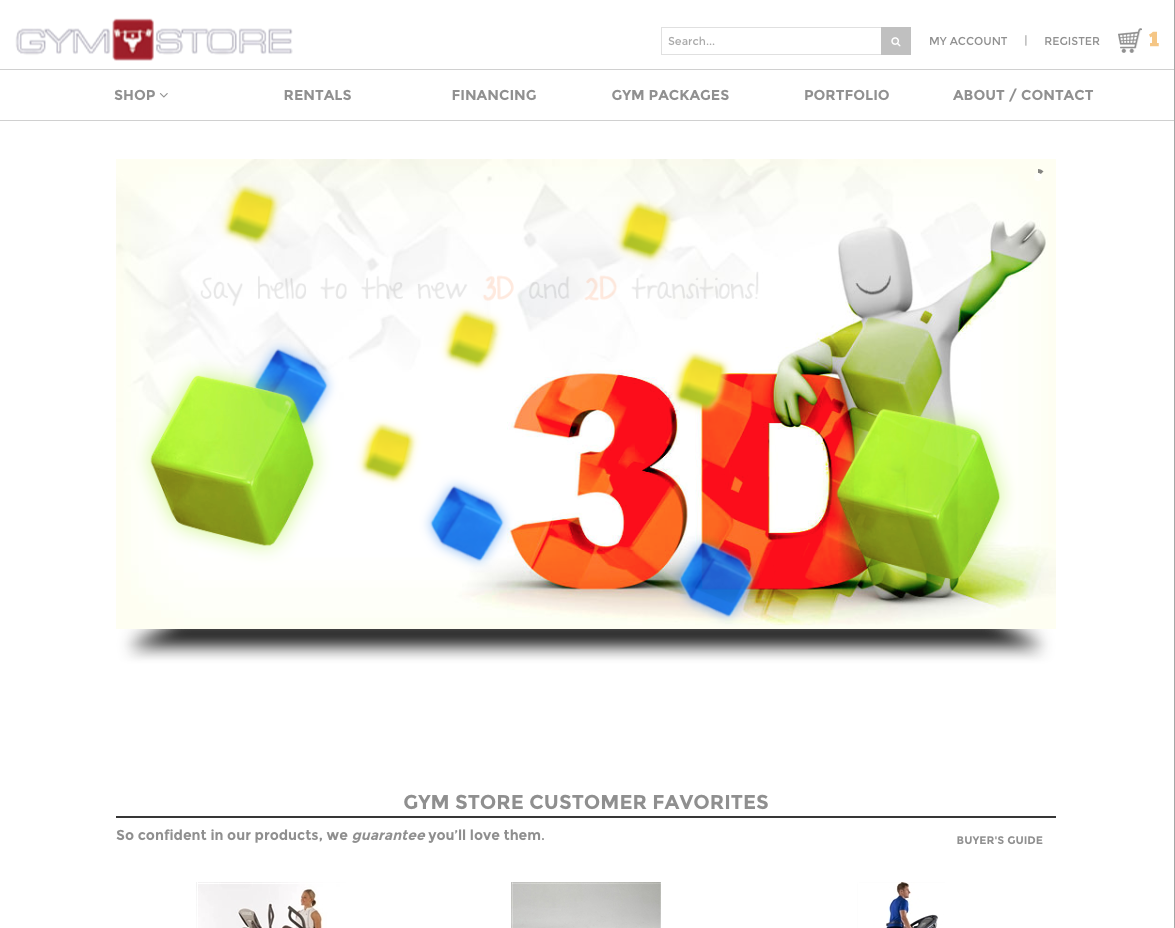 GYM STORE
Search...
MY ACCOUNT | REGISTER 1
SHOP RENTALS FINANCING GYM PACKAGES PORTFOLIO ABOUT / CONTACT
Say hello to the new 3D and 2D transitions!
3D
GYM STORE CUSTOMER FAVORITES
So confident in our products, we guarantee you'll love them.
BUYER'S GUIDE